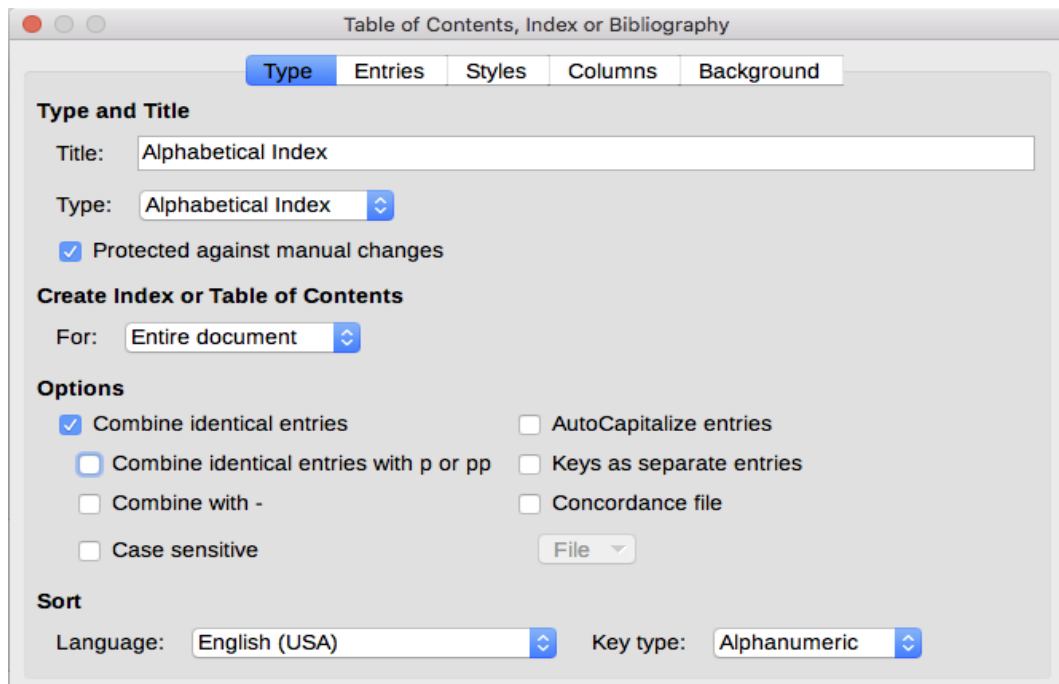 Table of Contents, Index or Bibliography
Type Entries Styles Columns Background
Type and Title
Title: Alphabetical Index
Type: Alphabetical Index
Protected against manual changes
Create Index or Table of Contents
For: Entire document
Options
Combine identical entries AutoCapitalize entries
Combine identical entries with p or pp Keys as separate entries
Combine with - Concordance file
Case sensitive File
Sort
Language: English (USA) Key type: Alphanumeric